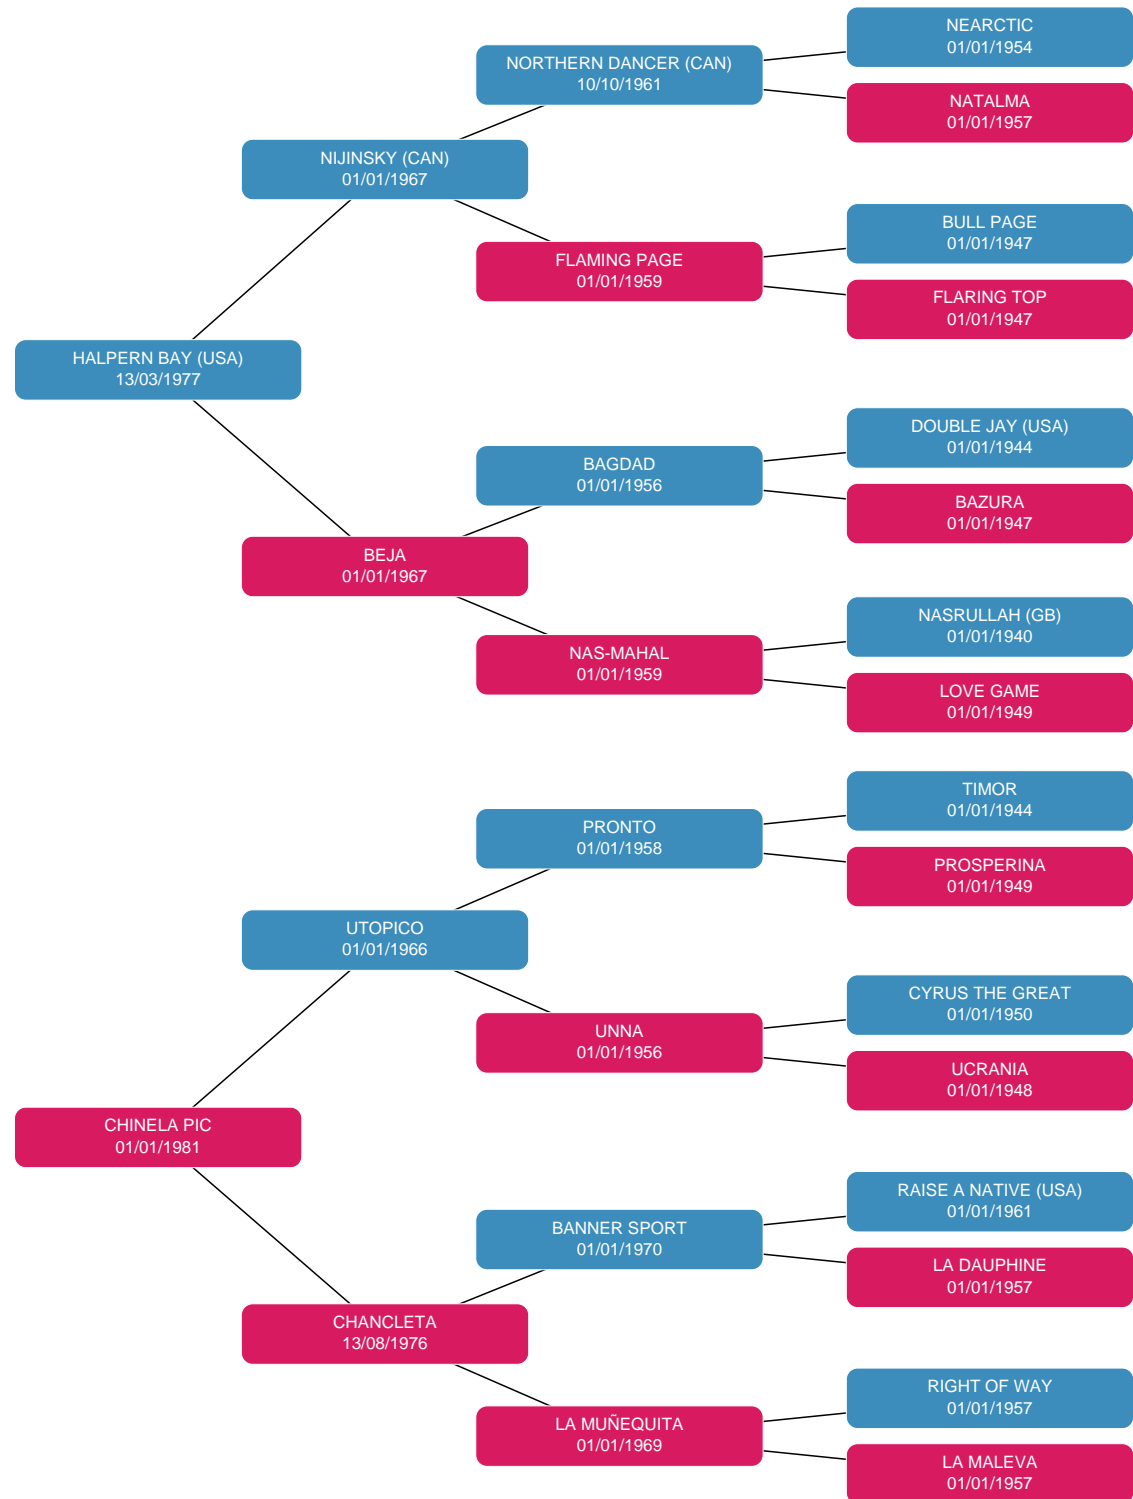 NEARCTIC
01/01/1954
NORTHERN DANCER (CAN)
10/10/1961
NATALMA
01/01/1957
NIJINSKY (CAN)
01/01/1967
BULL PAGE
01/01/1947
FLAMING PAGE
01/01/1959
FLARING TOP
01/01/1947
HALPERN BAY (USA)
13/03/1977
DOUBLE JAY (USA)
01/01/1944
BAGDAD
01/01/1956
BAZURA
01/01/1947
BEJA
01/01/1967
NASRULLAH (GB)
01/01/1940
NAS-MAHAL
01/01/1959
LOVE GAME
01/01/1949
TIMOR
01/01/1944
PRONTO
01/01/1958
PROSPERINA
01/01/1949
UTOPICO
01/01/1966
CYRUS THE GREAT
01/01/1950
UNNA
01/01/1956
UCRANIA
01/01/1948
CHINELA PIC
01/01/1981
RAISE A NATIVE (USA)
01/01/1961
BANNER SPORT
01/01/1970
LA DAUPHINE
01/01/1957
CHANCLETA
13/08/1976
RIGHT OF WAY
01/01/1957
LA MUÑEQUITA
01/01/1969
LA MALEVA
01/01/1957